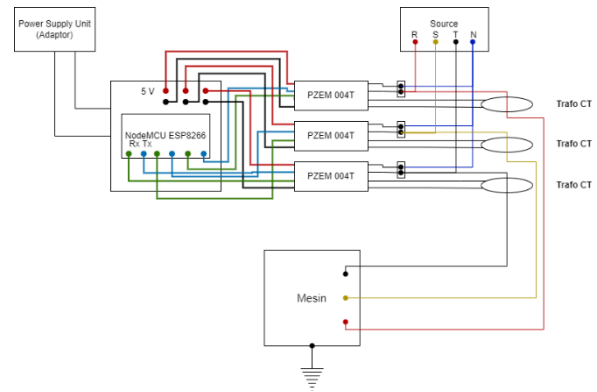 Power Supply Unit
(Adaptor)
Source
R S T N
5 V
PZEM 004T
Trafo CT
NodeMCU ESP8266
Rx Tx
PZEM 004T
Trafo CT
PZEM 004T
Trafo CT
Mesin